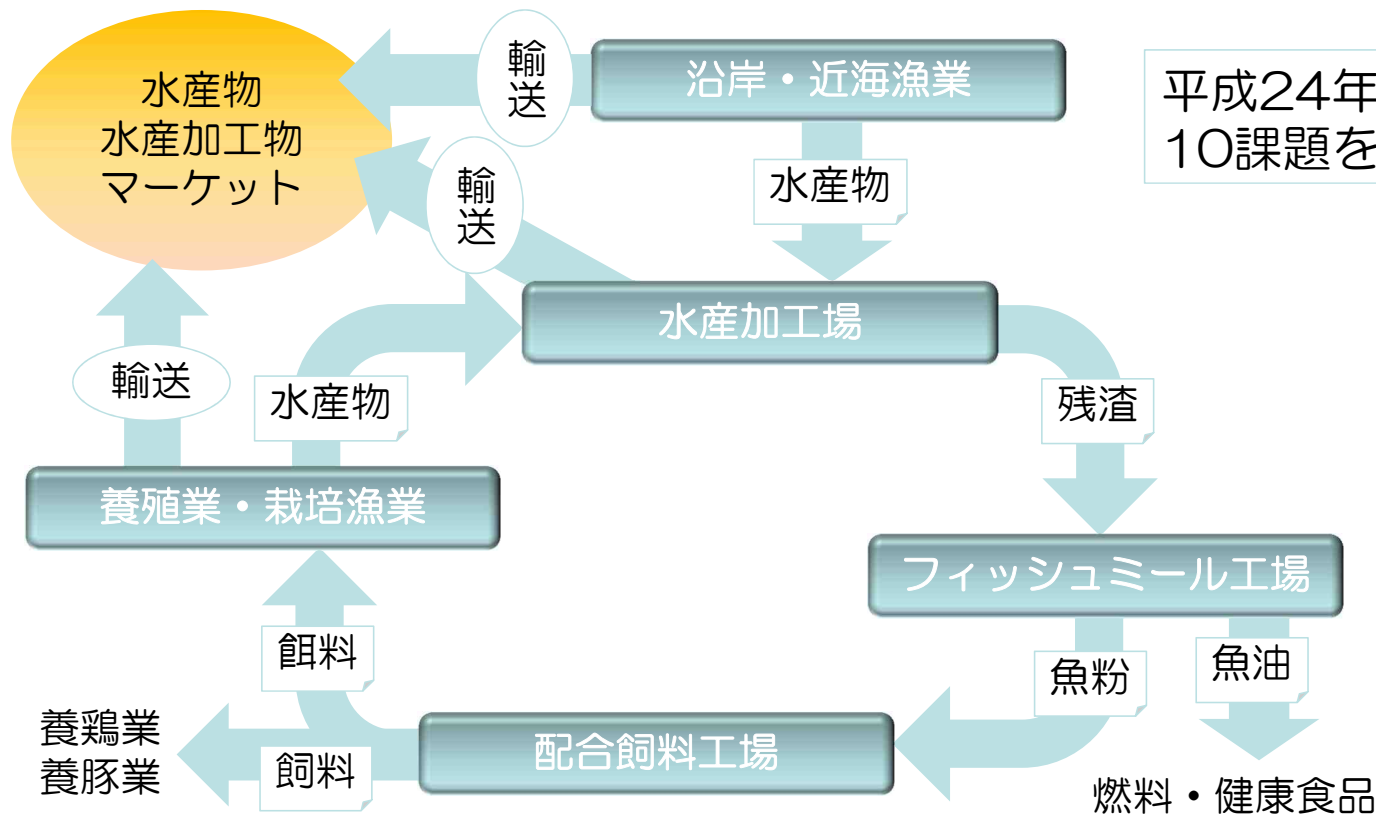 水産物
水産加工物
マーケット
輸送
沿岸・近海漁業
平成24年
10課題を
輸送
水産物
水産加工場
輸送
水産物
残渣
養殖業・栽培漁業
フィッシュミール工場
餌料
魚粉
魚油
養鶏業
養豚業
飼料
配合飼料工場
燃料・健康食品